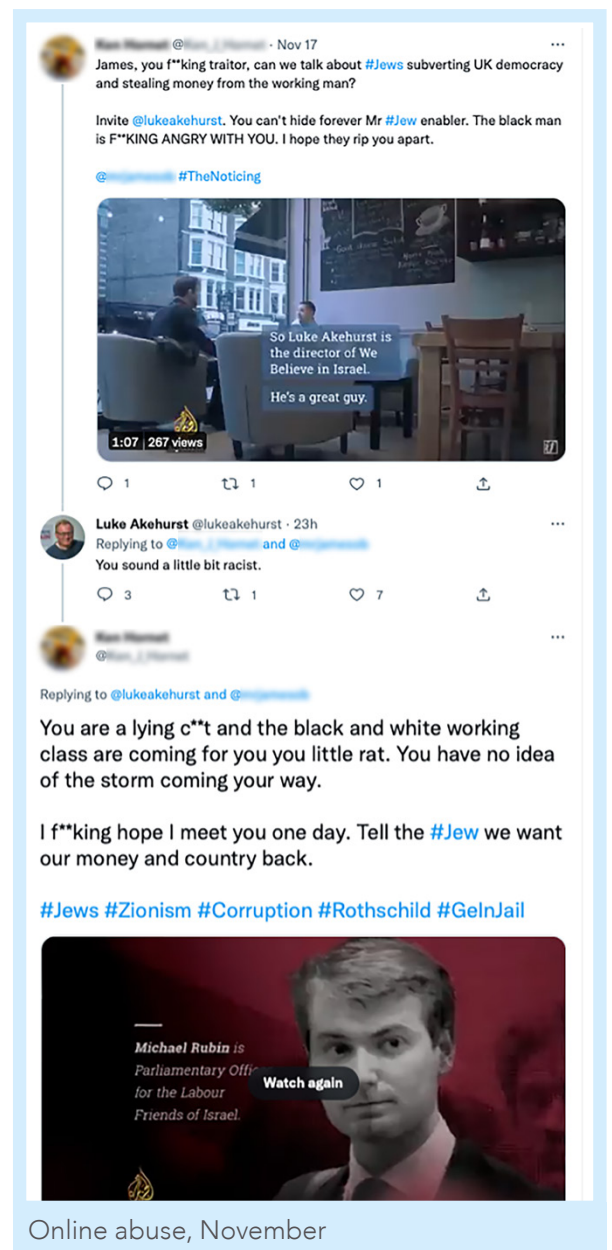 · Nov 17
James, you f**king traitor, can we talk about #Jews subverting UK democracy
and stealing money from the working man?
Invite @lukeakehurst. You can't hide forever Mr #Jew enabler. The black man
is F**KING ANGRY WITH YOU. I hope they rip you apart.
@ #TheNoticing
So Luke Akehurst is
the director of We
Believe in Israel.
He's a great guy.
1:07 267 views
1 1 1
Luke Akehurst @lukeakehurst · 23h
Replying to @ and @
You sound a little bit racist.
3 1 7
@
Replying to @lukeakehurst and @
You are a lying c**t and the black and white working
class are coming for you you little rat. You have no idea
of the storm coming your way.
I f**king hope I meet you one day. Tell the #Jew we want
our money and country back.
#Jews #Zionism #Corruption #Rothschild #GelnJail
Michael Rubin is
Parliamentary
for the Labour
Friends of Israel.
Watch again
Online abuse, November